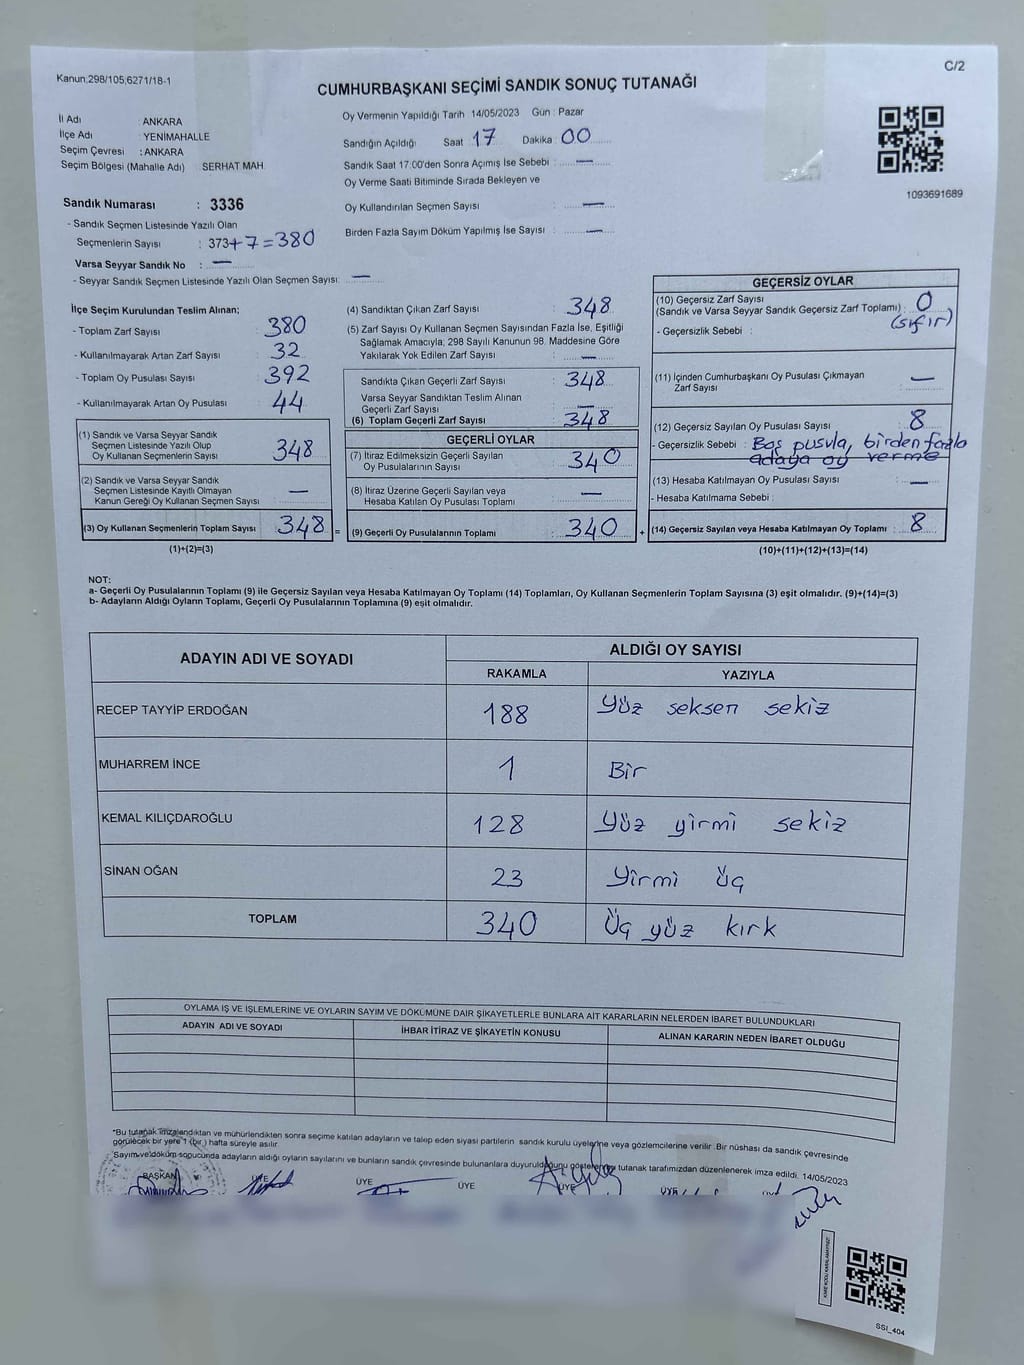 Kanun,298/105;6271/18-1
C/2
CUMHURBAŞKANI SEÇİMİ SANDIK SONUÇ TUTANAĞI
İl Adı : ANKARA
İlçe Adı : YENİMAHALLE
Seçim Çevresi : ANKARA
Seçim Bölgesi (Mahalle Adı) SERHAT MAH
Oy Vermenin Yapıldığı Tarih 14/05/2023 Gün : Pazar
Sandığın Açıldığı Saat 17 Dakika : 00
Sandık Saat 17:00'den Sonra Açımış İse Sebebi : —
Oy Verme Saati Bitiminde Sırada Bekleyen ve
Oy Kullandırılan Seçmen Sayısı : —
Birden Fazla Sayım Döküm Yapılmış İse Sayısı : —
1093691689
Sandık Numarası : 3336
- Sandık Seçmen Listesinde Yazılı Olan
Seçmenlerin Sayısı : 373+7=380
Varsa Seyyar Sandık No : —
- Seyyar Sandık Seçmen Listesinde Yazılı Olan Seçmen Sayısı: —
İlçe Seçim Kurulundan Teslim Alınan;
- Toplam Zarf Sayısı : 380
- Kullanılmayarak Artan Zarf Sayısı : 32
- Toplam Oy Pusulası Sayısı : 392
- Kullanılmayarak Artan Oy Pusulası : 44
(1) Sandık ve Varsa Seyyar Sandık
Seçmen Listesinde Yazılı Olup
Oy Kullanan Seçmenlerin Sayısı : 348
(2) Sandık ve Varsa Seyyar Sandık
Seçmen Listesinde Kayıtlı Olmayan
Kanun Gereği Oy Kullanan Seçmen Sayısı : —
(3) Oy Kullanan Seçmenlerin Toplam Sayısı : 348 =
(1)+(2)=(3)
(4) Sandıktan Çıkan Zarf Sayısı : 348
(5) Zarf Sayısı Oy Kullanan Seçmen Sayısından Fazla İse, Eşitliği
Sağlamak Amacıyla; 298 Sayılı Kanunun 98. Maddesine Göre
Yakılarak Yok Edilen Zarf Sayısı : —
Sandıkta Çıkan Geçerli Zarf Sayısı : 348
Varsa Seyyar Sandıktan Teslim Alınan
Geçerli Zarf Sayısı : —
(6) Toplam Geçerli Zarf Sayısı : 348
GEÇERLİ OYLAR
(7) İtiraz Edilmeksizin Geçerli Sayılan
Oy Pusulalarının Sayısı : 340
(8) İtiraz Üzerine Geçerli Sayılan veya
Hesaba Katılan Oy Pusulası Toplamı : —
(9) Geçerli Oy Pusulalarının Toplamı : 340 +
GEÇERSİZ OYLAR
(10) Geçersiz Zarf Sayısı
(Sandık ve Varsa Seyyar Sandık Geçersiz Zarf Toplamı) : 0
- Geçersizlik Sebebi : (sıfır)
(11) İçinden Cumhurbaşkanı Oy Pusulası Çıkmayan
Zarf Sayısı : —
(12) Geçersiz Sayılan Oy Pusulası Sayısı : 8
- Geçersizlik Sebebi : Boş pusula, birden fazla
adaya oy verme
(13) Hesaba Katılmayan Oy Pusulası Sayısı : —
- Hesaba Katılmama Sebebi :
(14) Geçersiz Sayılan veya Hesaba Katılmayan Oy Toplamı : 8
(10)+(11)+(12)+(13)=(14)
NOT:
a- Geçerli Oy Pusulalarının Toplamı (9) ile Geçersiz Sayılan veya Hesaba Katılmayan Oy Toplamı (14) Toplamları, Oy Kullanan Seçmenlerin Toplam Sayısına (3) eşit olmalıdır. (9)+(14)=(3)
b- Adayların Aldığı Oyların Toplamı, Geçerli Oy Pusulalarının Toplamına (9) eşit olmalıdır.
ADAYIN ADI VE SOYADI ALDIĞI OY SAYISI
RAKAMLA YAZIYLA
RECEP TAYYİP ERDOĞAN 188 Yüz seksen sekiz
MUHARREM İNCE 1 Bir
KEMAL KILIÇDAROĞLU 128 Yüz yirmi sekiz
SİNAN OĞAN 23 Yirmi üç
TOPLAM 340 Üç yüz kırk
OYLAMA İŞ VE İŞLEMLERİNE VE OYLARIN SAYIM VE DÖKÜMÜNE DAİR ŞİKAYETLERLE BUNLARA AİT KARARLARIN NELERDEN İBARET BULUNDUKLARI
ADAYIN ADI VE SOYADI İHBAR İTİRAZ VE ŞİKAYETİN KONUSU ALINAN KARARIN NEDEN İBARET OLDUĞU
*Bu tutanak imzalendiktan ve mühürlendikten sonra seçime katılan adayların ve talep eden siyasi partilerin sandık kurulu üyelerine veya gözlemcilerine verilir. Bir nüshası da sandık çevresinde
görülecek bir yere 1 (bir) hafta süreyle asılır.
Sayım ve döküm sonucunda adayların aldığı oyların sayılarını ve bunların sandık çevresinde bulunanlara duyurulduğunu gösteren iş tutanak tarafımızdan düzenlenerek imza edildi. 14/05/2023
BAŞKAN ÜYE ÜYE ÜYE ÜYE ÜYE
SSI_404